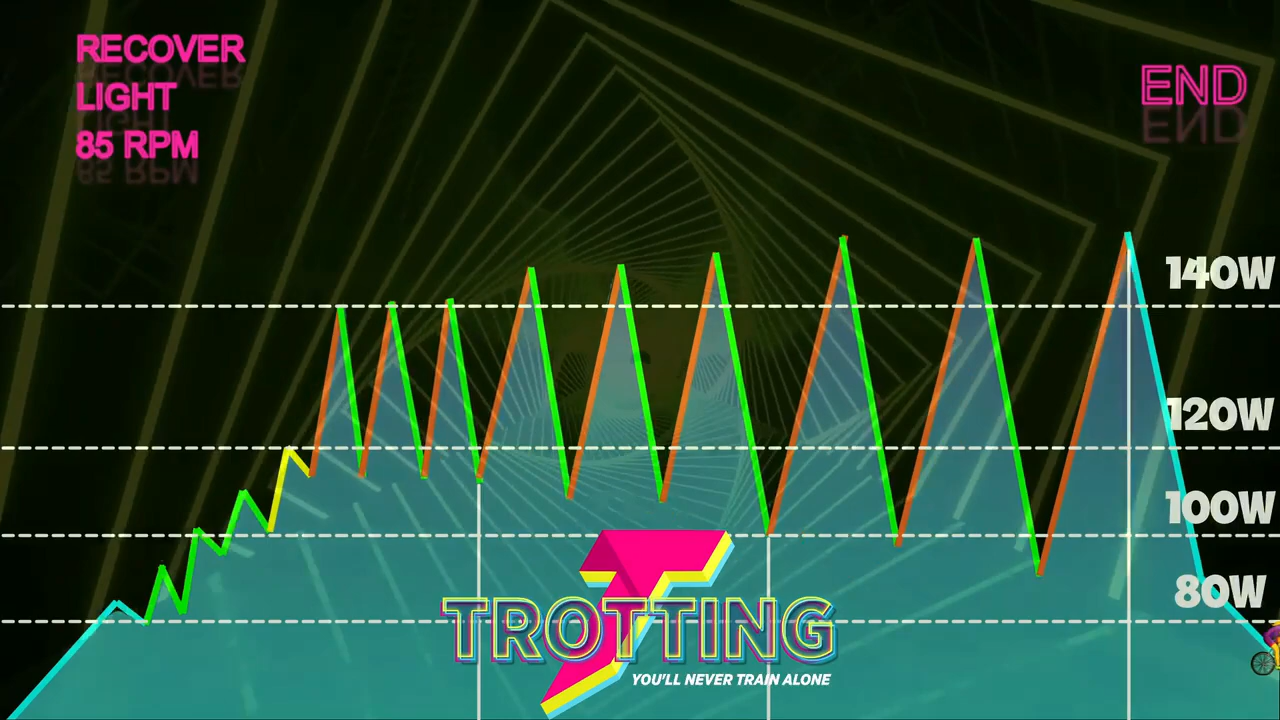 RECOVER
LIGHT
85 RPM
END
140W
120W
100W
80W
TROTTING
YOU'LL NEVER TRAIN ALONE